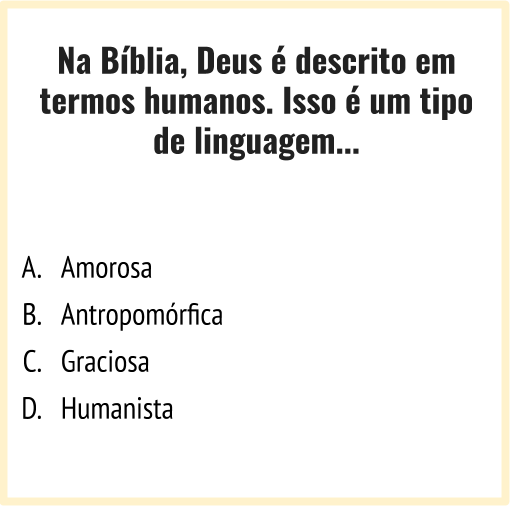 Na Bíblia, Deus é descrito em
termos humanos. Isso é um tipo
de linguagem...
A. Amorosa
B. Antropomórfica
C. Graciosa
D. Humanista